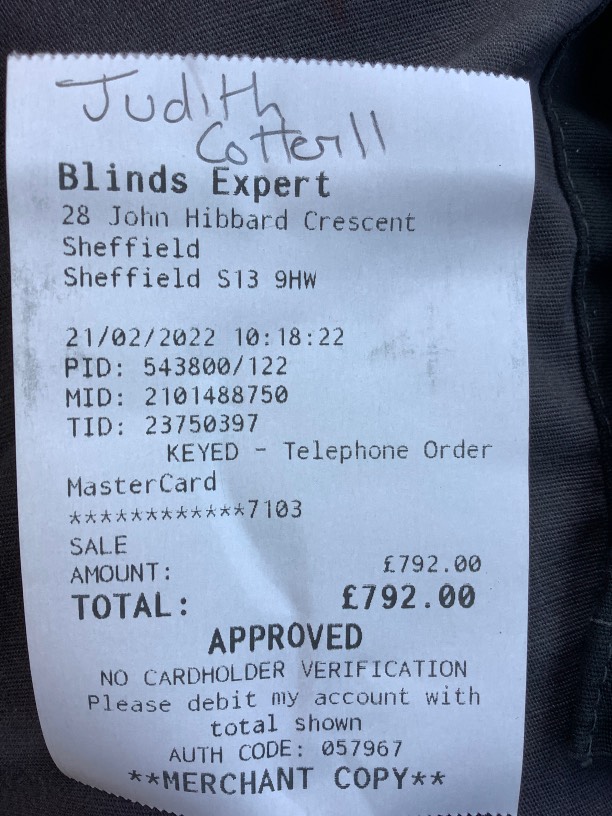 Judith
Cotterill
Blinds Expert
28 John Hibbard Crescent
Sheffield
Sheffield S13 9HW
21/02/2022 10:18:22
PID: 543800/122
MID: 2101488750
TID: 23750397
KEYED - Telephone Order
MasterCard
************7103
SALE
AMOUNT: £792.00
TOTAL: £792.00
APPROVED
NO CARDHOLDER VERIFICATION
Please debit my account with
total shown
AUTH CODE: 057967
**MERCHANT COPY**